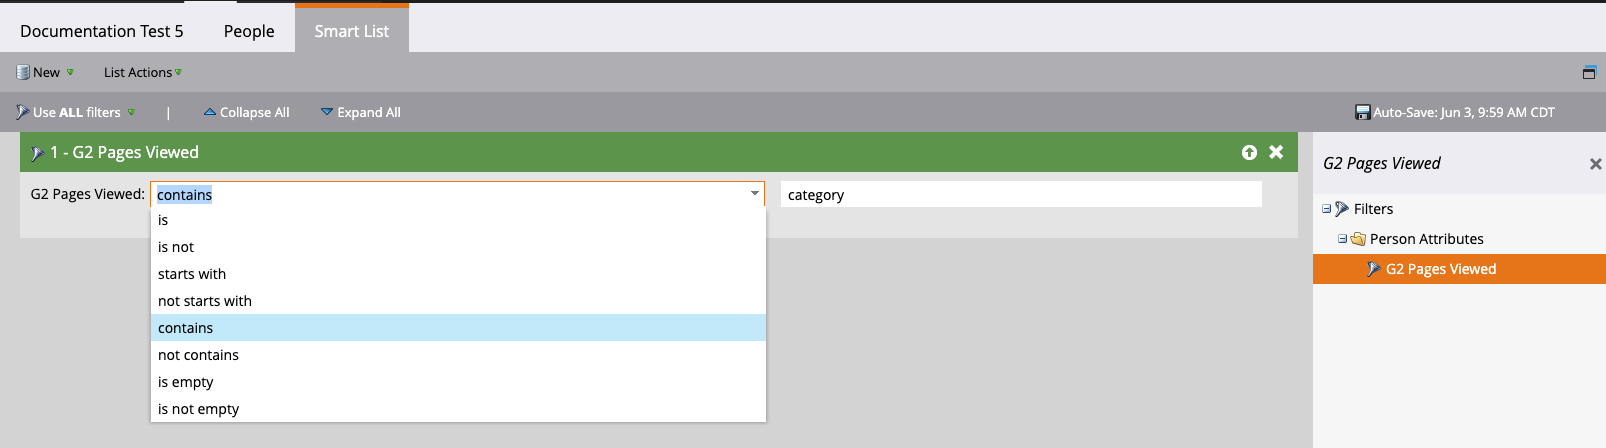 Documentation Test 5 People Smart List
New List Actions
Use ALL filters | Collapse All Expand All Auto-Save: Jun 3, 9:59 AM CDT
1 - G2 Pages Viewed
G2 Pages Viewed: contains category
is
is not
starts with
not starts with
contains
not contains
is empty
is not empty
G2 Pages Viewed
Filters
Person Attributes
G2 Pages Viewed